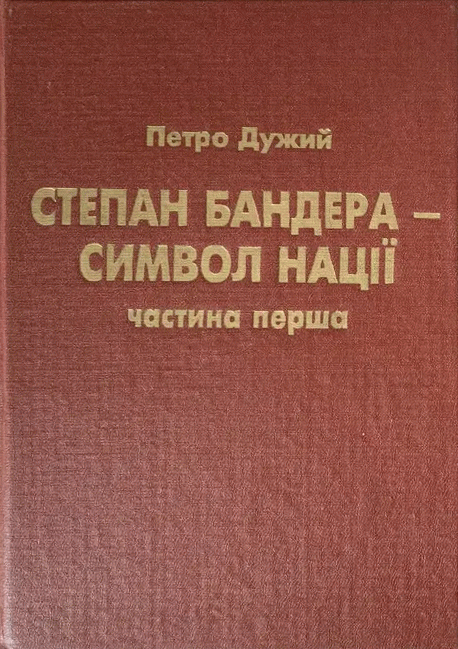 Петро Дужий
СТЕПАН БАНДЕРА –
СИМВОЛ НАЦІЇ
частина перша